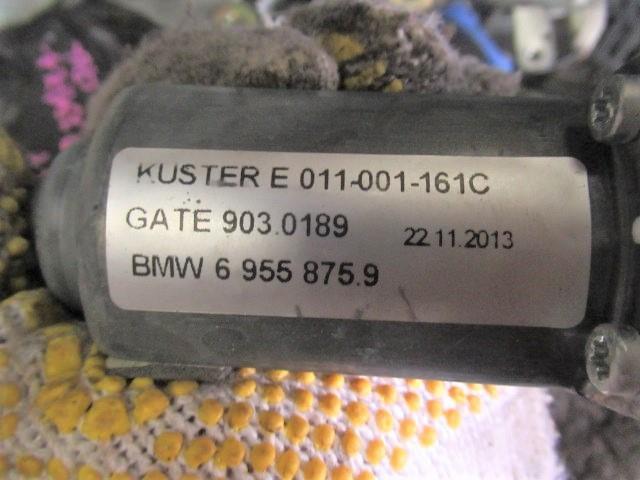 KUSTER E 011-001-161C
GATE 903.0189
22.11.2013
BMW 6 955 875.9